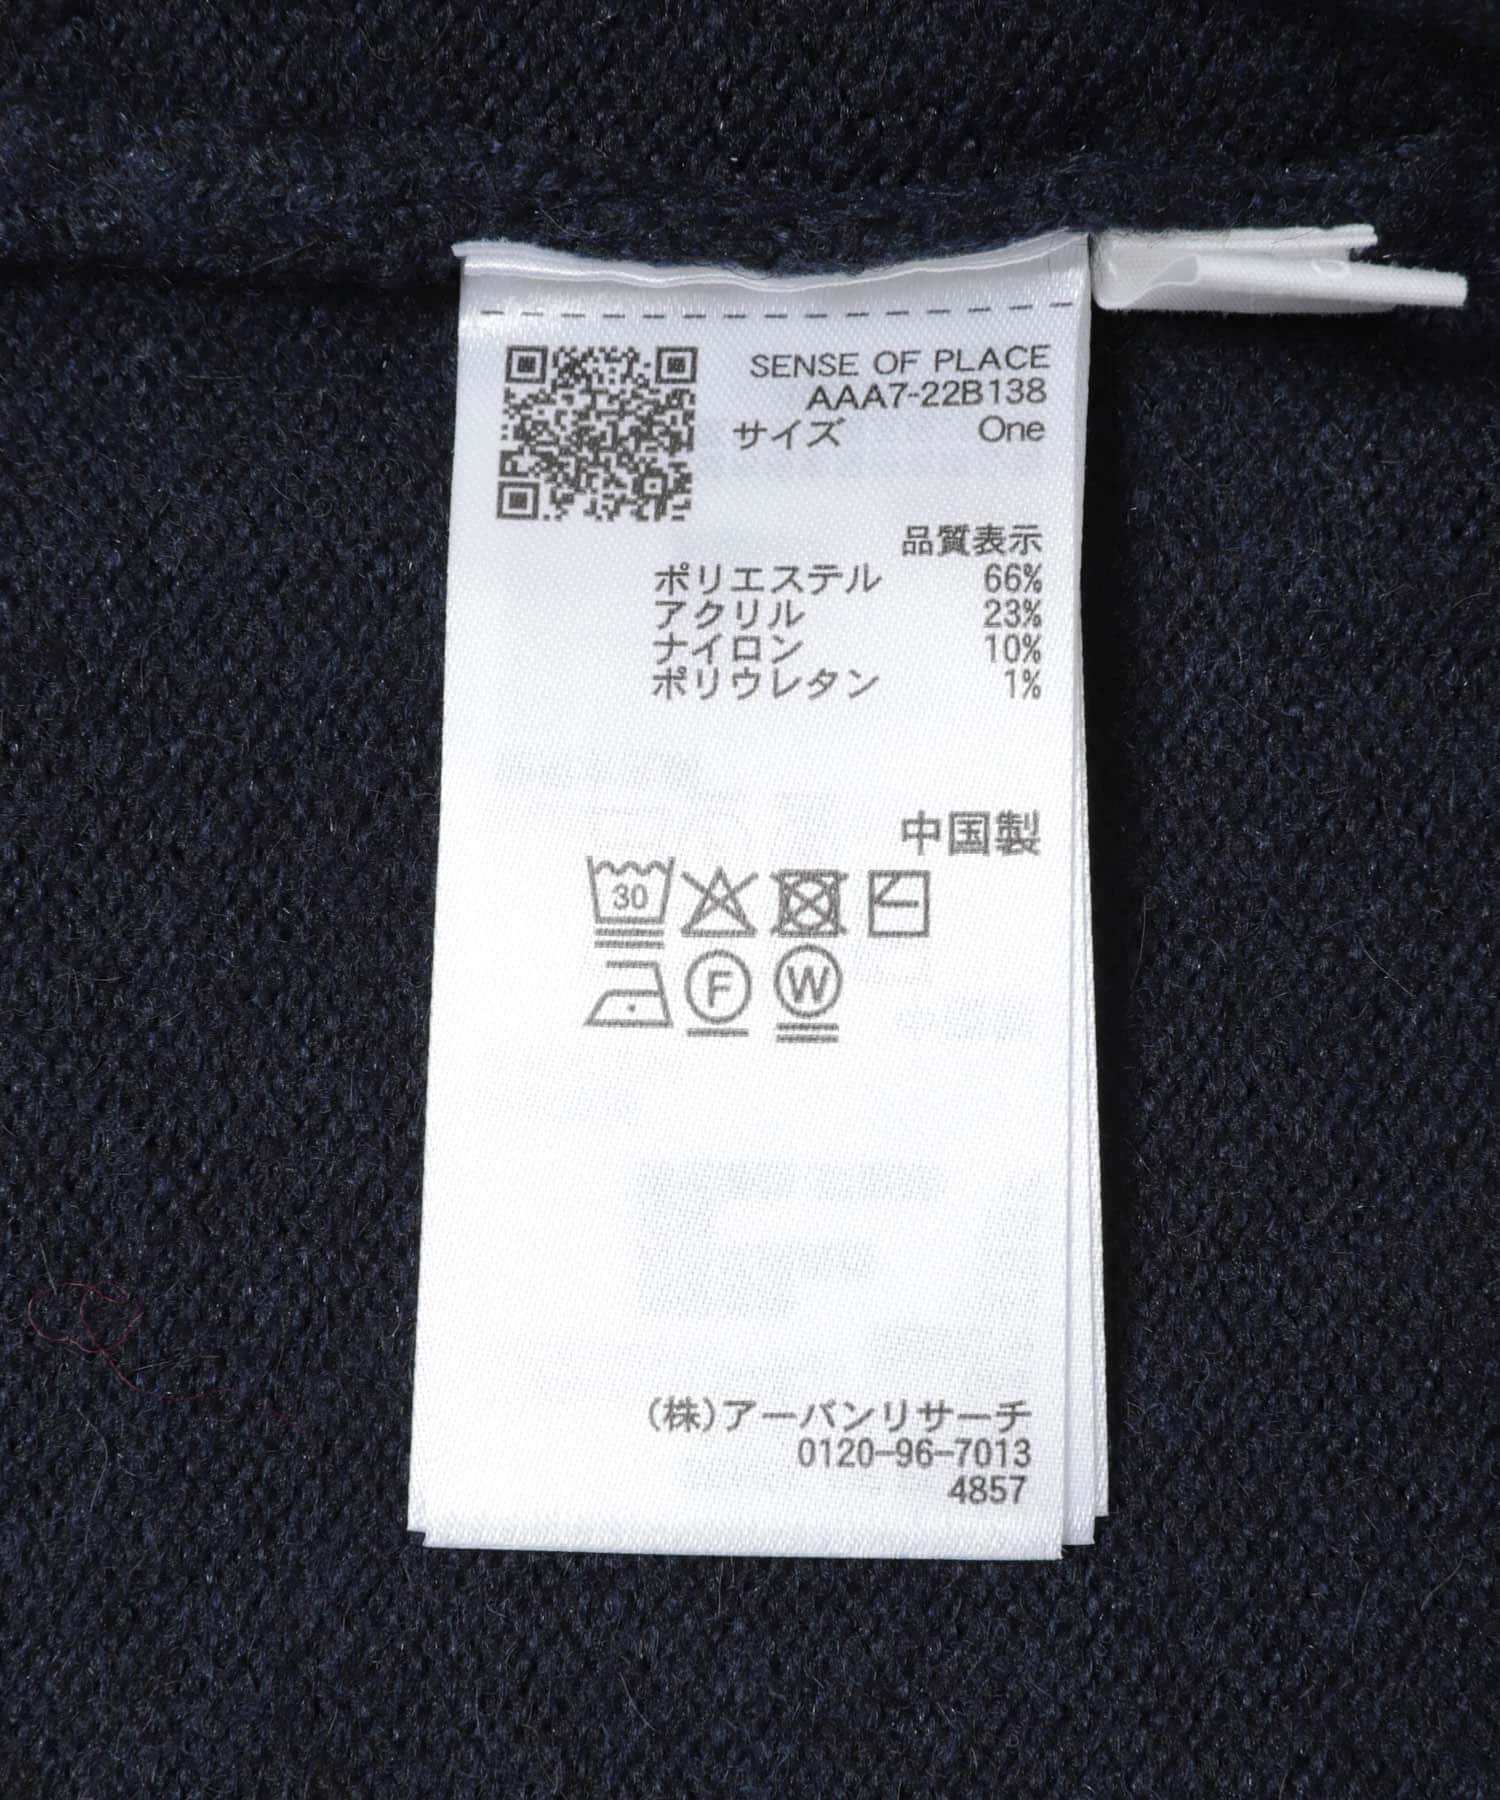 SENSE OF PLACE
AAA7-22B138
サイズ One
品質表示
ポリエステル 66%
アクリル 23%
ナイロン 10%
ポリウレタン 1%
中国製
30
F W
(株)アーバンリサーチ
0120-96-7013
4857